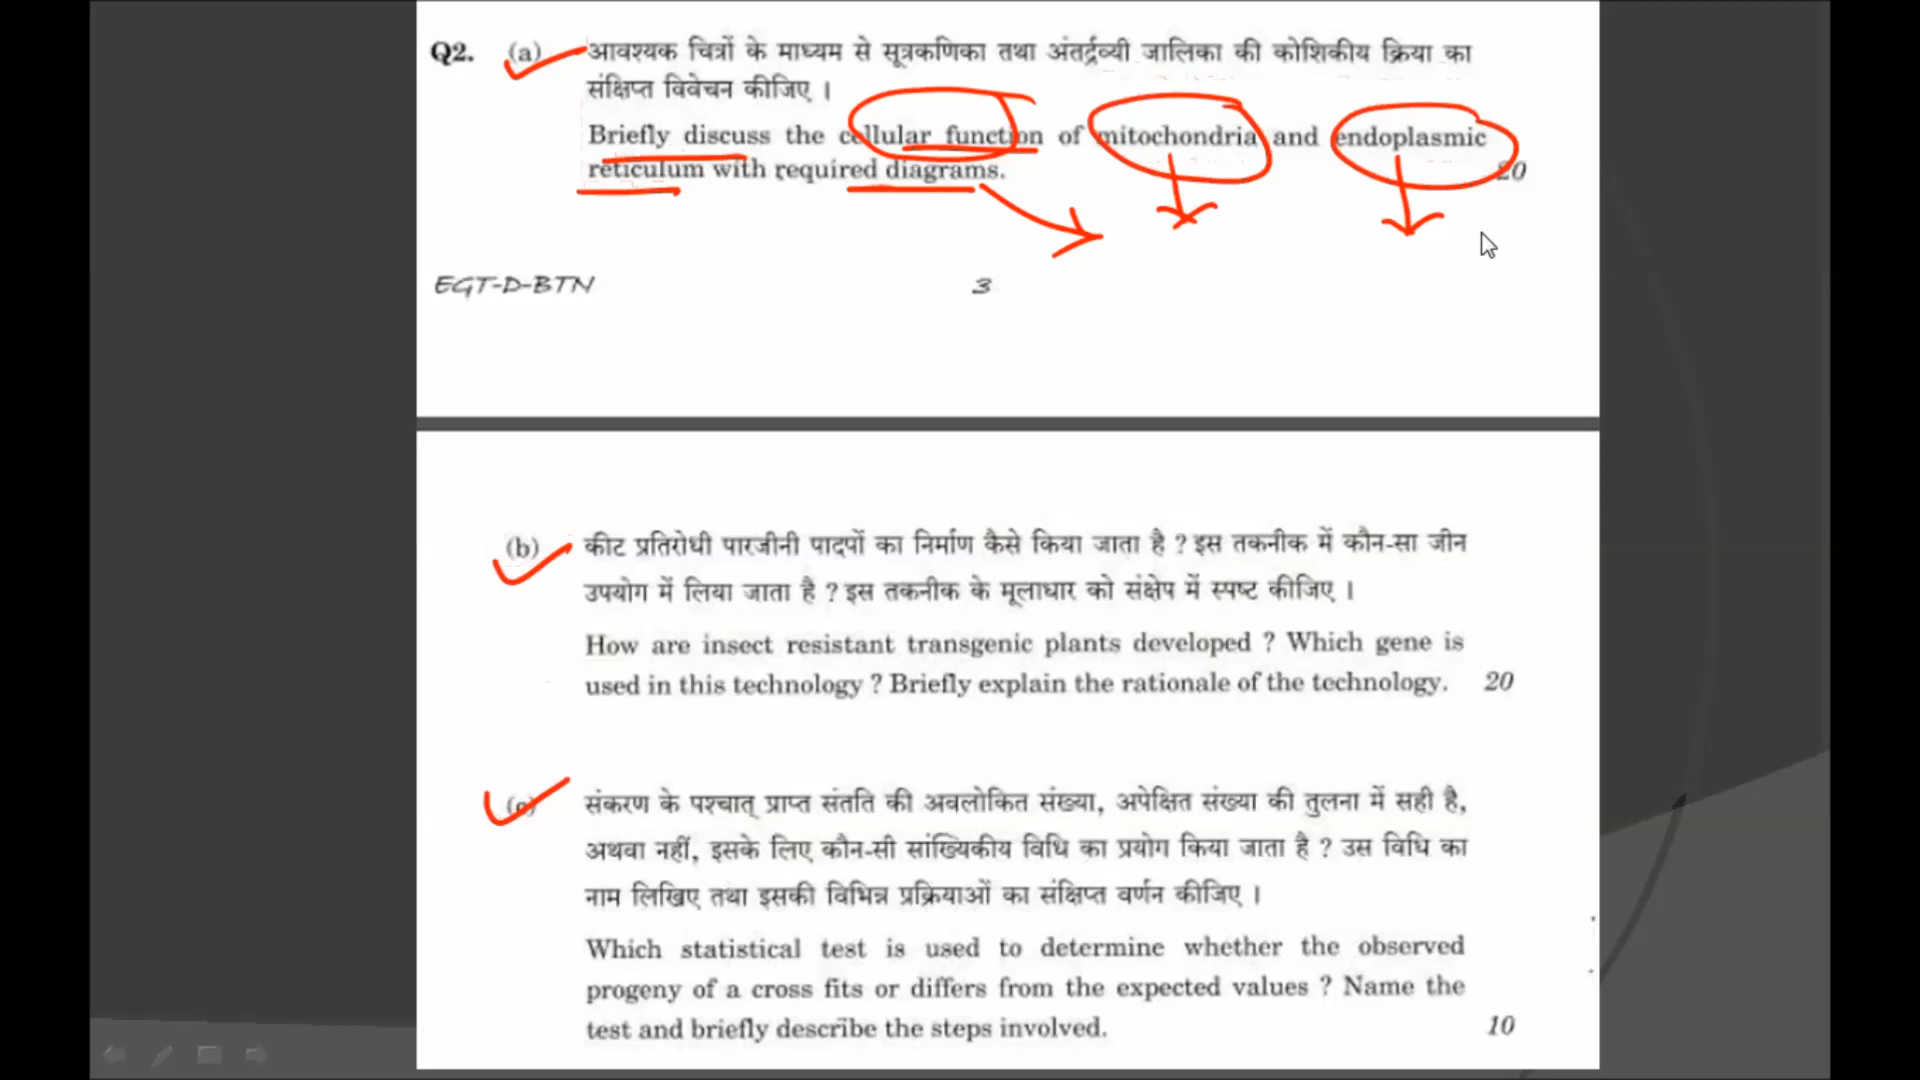 Q2. (a) आवश्यक चित्रों के माध्यम से सूत्रकणिका तथा अंतर्द्रव्यी जालिका की कोशिकीय क्रिया का
संक्षिप्त विवेचन कीजिए ।
Briefly discuss the cellular function of mitochondria and endoplasmic
reticulum with required diagrams. 20
EGT-D-BTN 3
(b) कीट प्रतिरोधी पारजीनी पादपों का निर्माण कैसे किया जाता है ? इस तकनीक में कौन-सा जीन
उपयोग में लिया जाता है ? इस तकनीक के मूलाधार को संक्षेप में स्पष्ट कीजिए ।
How are insect resistant transgenic plants developed ? Which gene is
used in this technology ? Briefly explain the rationale of the technology. 20
(c) संकरण के पश्चात् प्राप्त संतति की अवलोकित संख्या, अपेक्षित संख्या की तुलना में सही है,
अथवा नहीं, इसके लिए कौन-सी सांख्यिकीय विधि का प्रयोग किया जाता है ? उस विधि का
नाम लिखिए तथा इसकी विभिन्न प्रक्रियाओं का संक्षिप्त वर्णन कीजिए ।
Which statistical test is used to determine whether the observed
progeny of a cross fits or differs from the expected values ? Name the
test and briefly describe the steps involved. 10